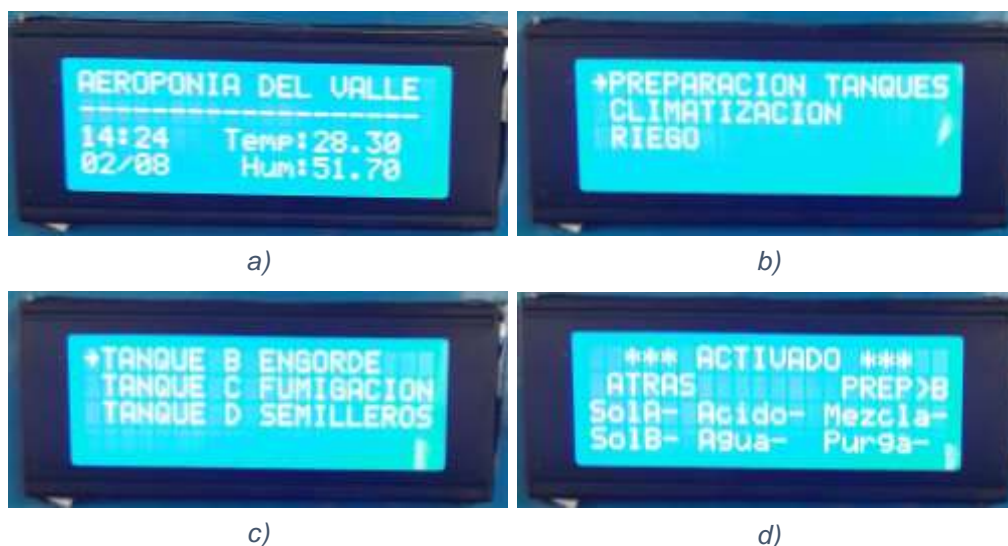 AEROPONIA DEL VALLE
--------------------
14:24 Temp:28.30
02/08 Hum:51.70
a)
→PREPARACION TANQUES
CLIMATIZACION
RIEGO
b)
→TANQUE B ENGORDE
TANQUE C FUMIGACION
TANQUE D SEMILLEROS
c)
*** ACTIVADO ***
ATRAS PREP>B
SolA- Acido- Mezcla-
SolB- Agua- Purga-
d)